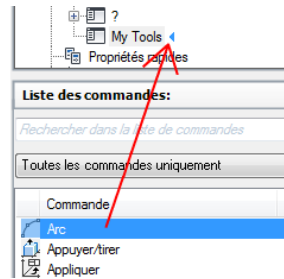 ?
My Tools
Propriétés rapides
Liste des commandes:
Rechercher dans la liste de commandes
Toutes les commandes uniquement
Commande
Arc
Appuyer/tirer
Appliquer